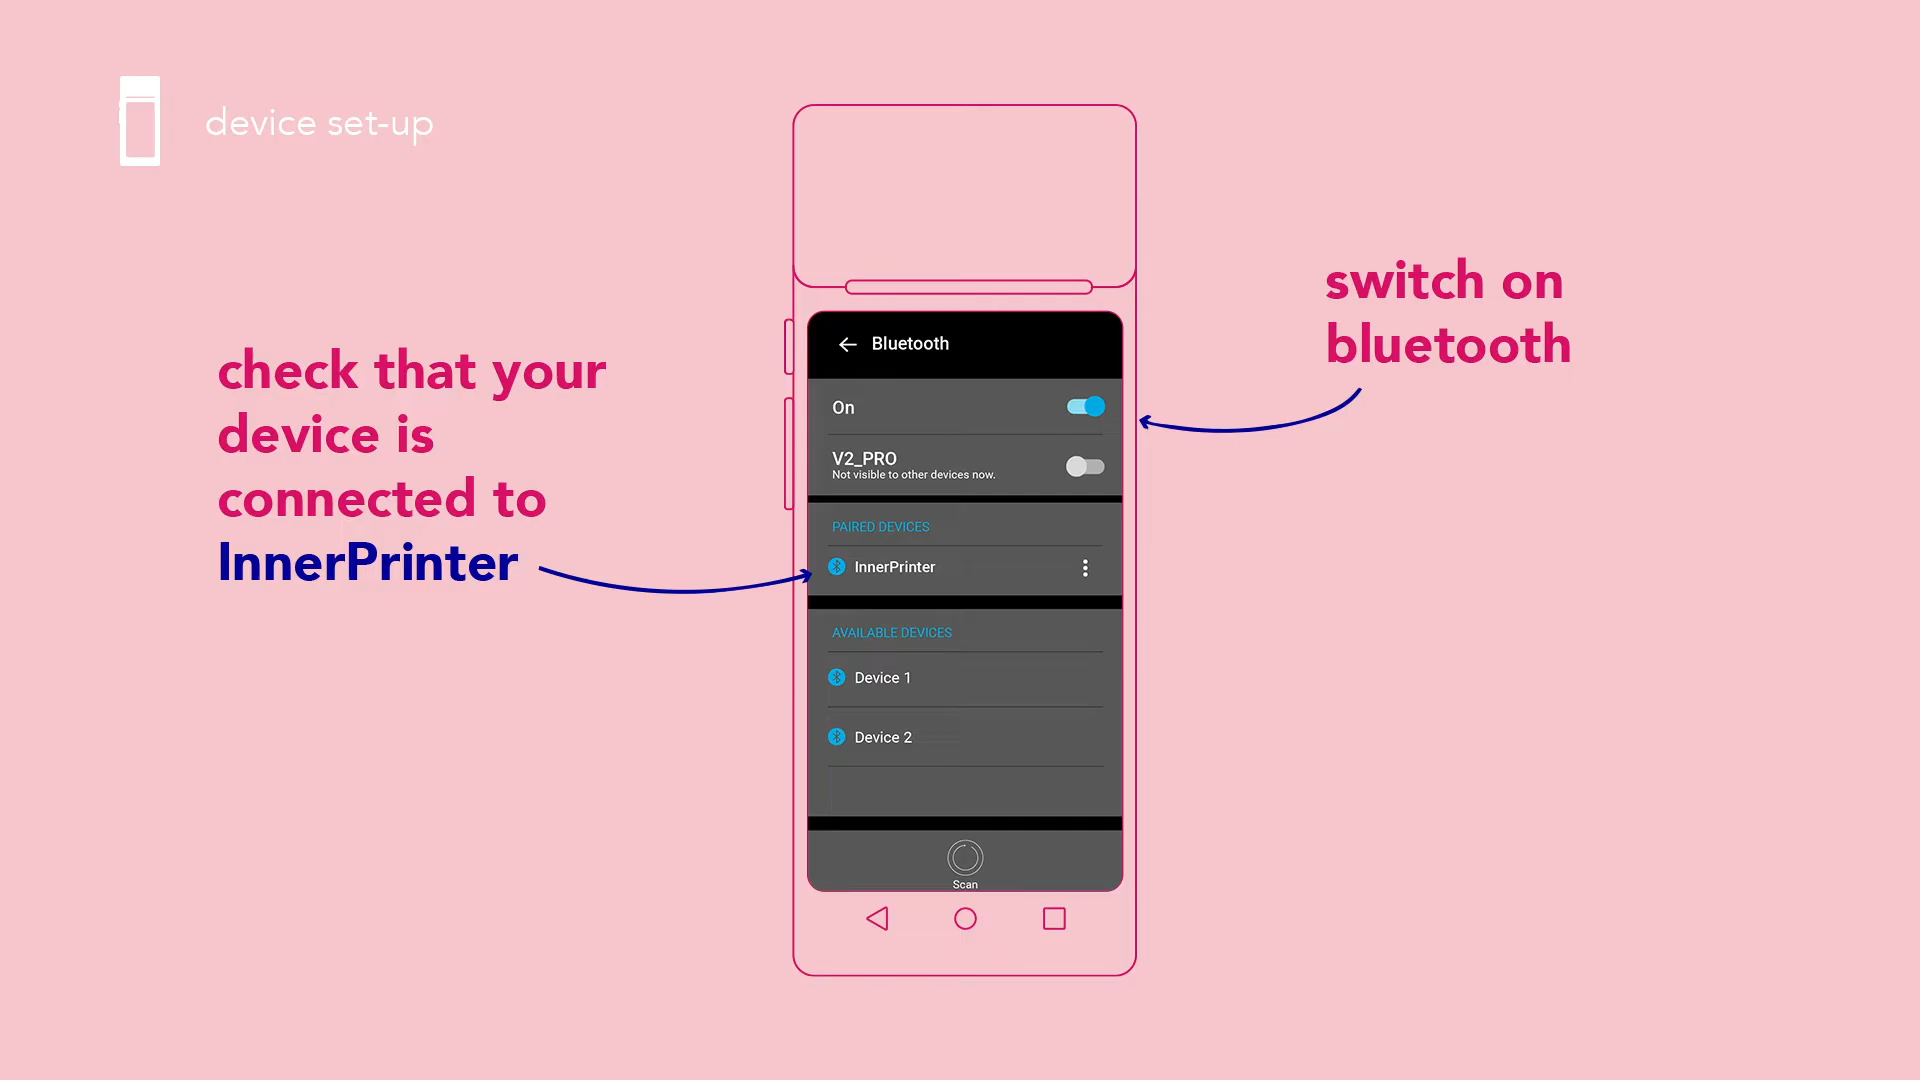 device set-up
check that your
device is
connected to
InnerPrinter
switch on
bluetooth
Bluetooth
On
V2_PRO
Not visible to other devices now.
PAIRED DEVICES
InnerPrinter
AVAILABLE DEVICES
Device 1
Device 2
Scan